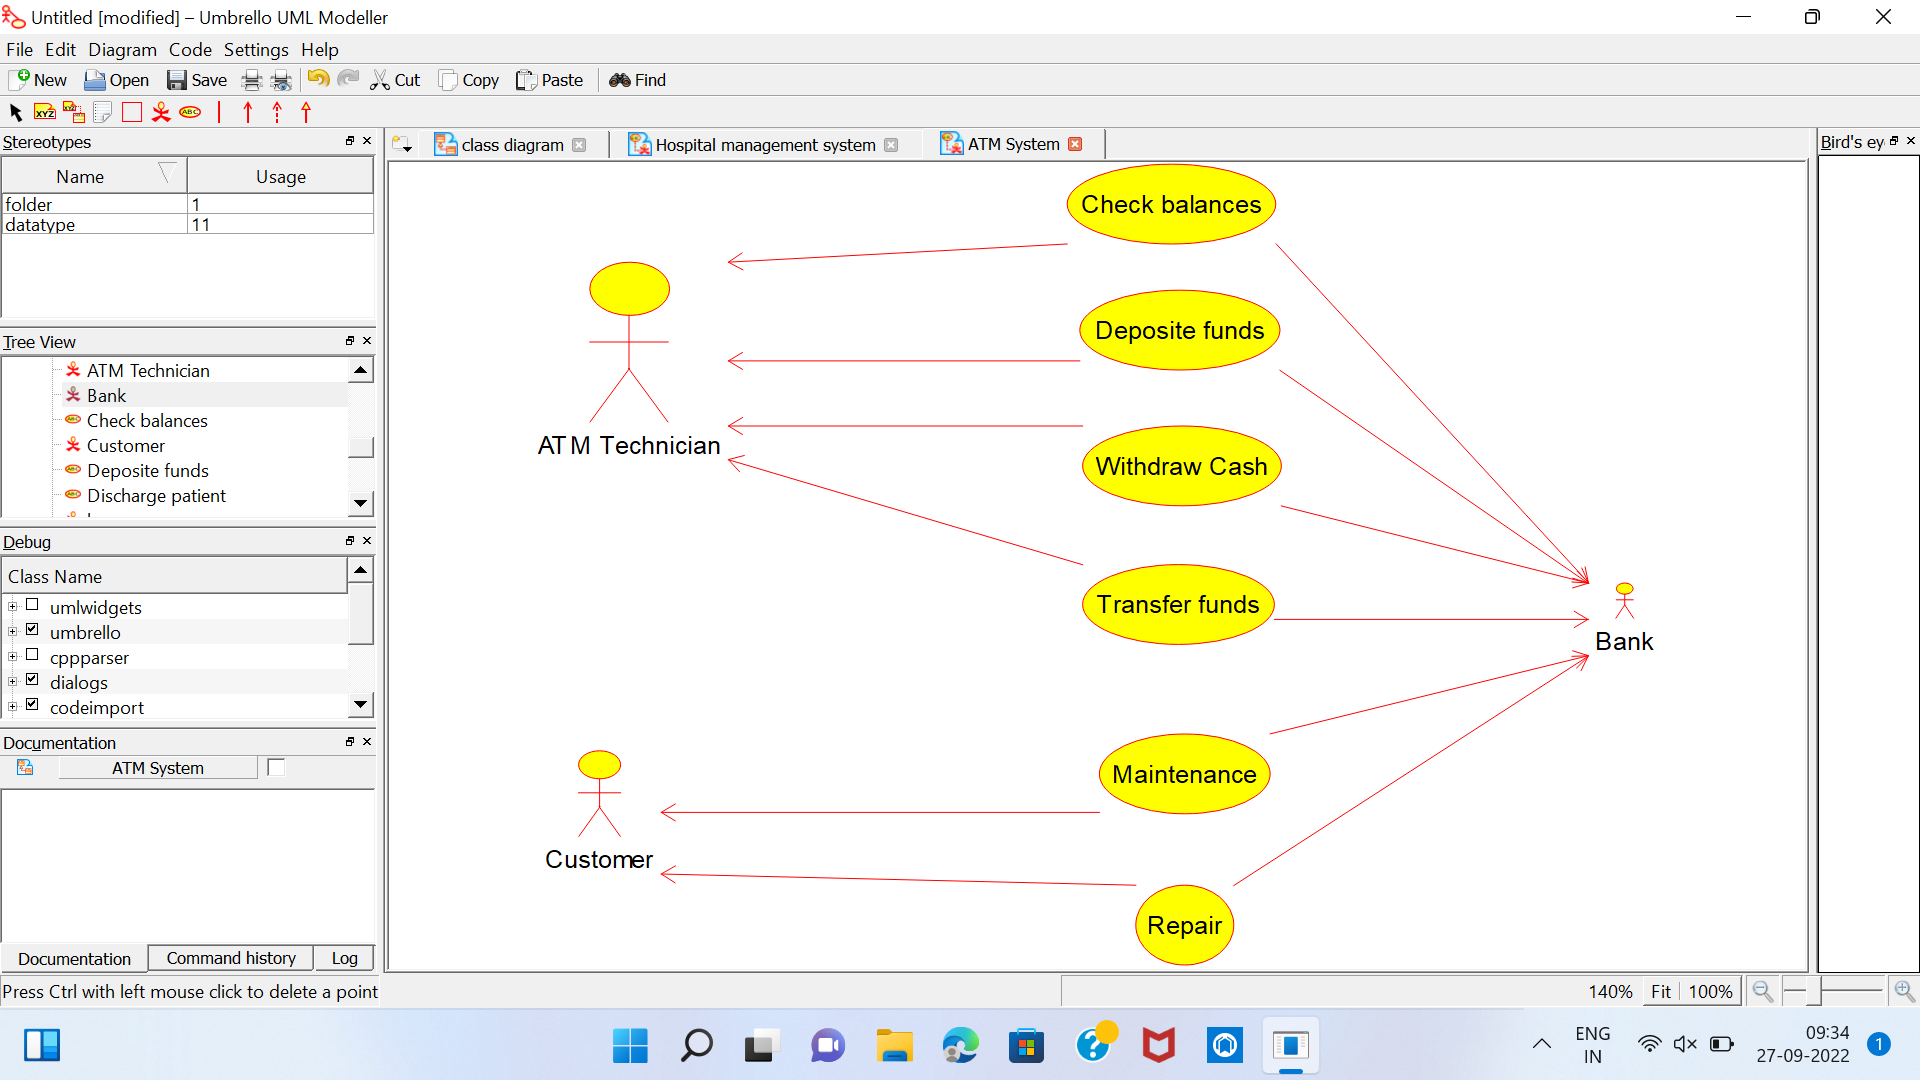 Untitled [modified] – Umbrello UML Modeller
File Edit Diagram Code Settings Help
New Open Save Cut Copy Paste Find
XYZ XYZ ABC
Stereotypes
Name Usage
folder 1
datatype 11
Tree View
ATM Technician
Bank
Check balances
Customer
Deposite funds
Discharge patient
Debug
Class Name
umlwidgets
umbrello
cppparser
dialogs
codeimport
Documentation
ATM System
Documentation Command history Log
Press Ctrl with left mouse click to delete a point
class diagram Hospital management system ATM System
Bird's ey
Check balances
Deposite funds
ATM Technician
Withdraw Cash
Transfer funds
Bank
Maintenance
Customer
Repair
140% Fit 100%
ENG
IN
09:34
27-09-2022
1